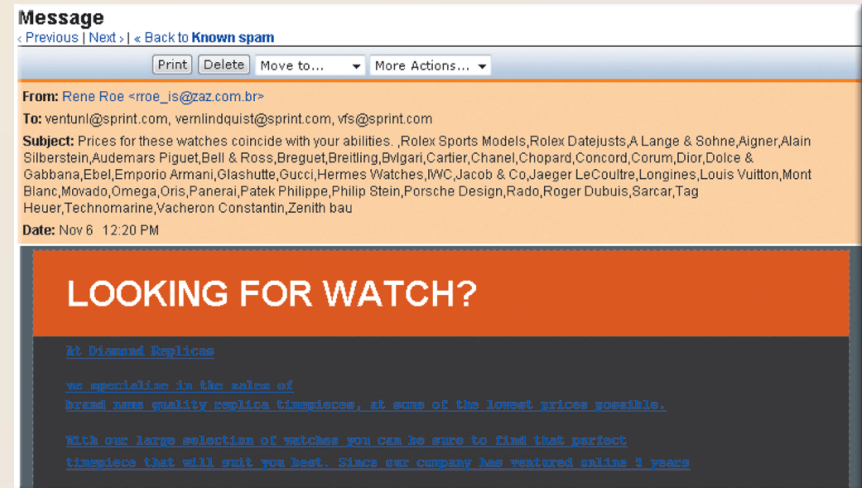 Message
‹ Previous | Next › | « Back to Known spam
Print Delete Move to... More Actions...
From: Rene Roe <rroe_is@zaz.com.br>
To: ventunl@sprint.com, vernlindquist@sprint.com, vfs@sprint.com
Subject: Prices for these watches coincide with your abilities. ,Rolex Sports Models,Rolex Datejusts,A Lange & Sohne,Aigner,Alain
Silberstein,Audemars Piguet,Bell & Ross,Breguet,Breitling,Bvlgari,Cartier,Chanel,Chopard,Concord,Corum,Dior,Dolce &
Gabbana,Ebel,Emporio Armani,Glashutte,Gucci,Hermes Watches,IWC,Jacob & Co,Jaeger LeCoultre,Longines,Louis Vuitton,Mont
Blanc,Movado,Omega,Oris,Panerai,Patek Philippe,Philip Stein,Porsche Design,Rado,Roger Dubuis,Sarcar,Tag
Heuer,Technomarine,Vacheron Constantin,Zenith bau
Date: Nov 6 12:20 PM
LOOKING FOR WATCH?
At Diamond Replicas
we specialise in the sales of
brand name quality replica timepieces, at some of the lowest prices possible.
With our large selection of watches you can be sure to find that perfect
timepiece that will suit you best. Since our company has ventured online 9 years